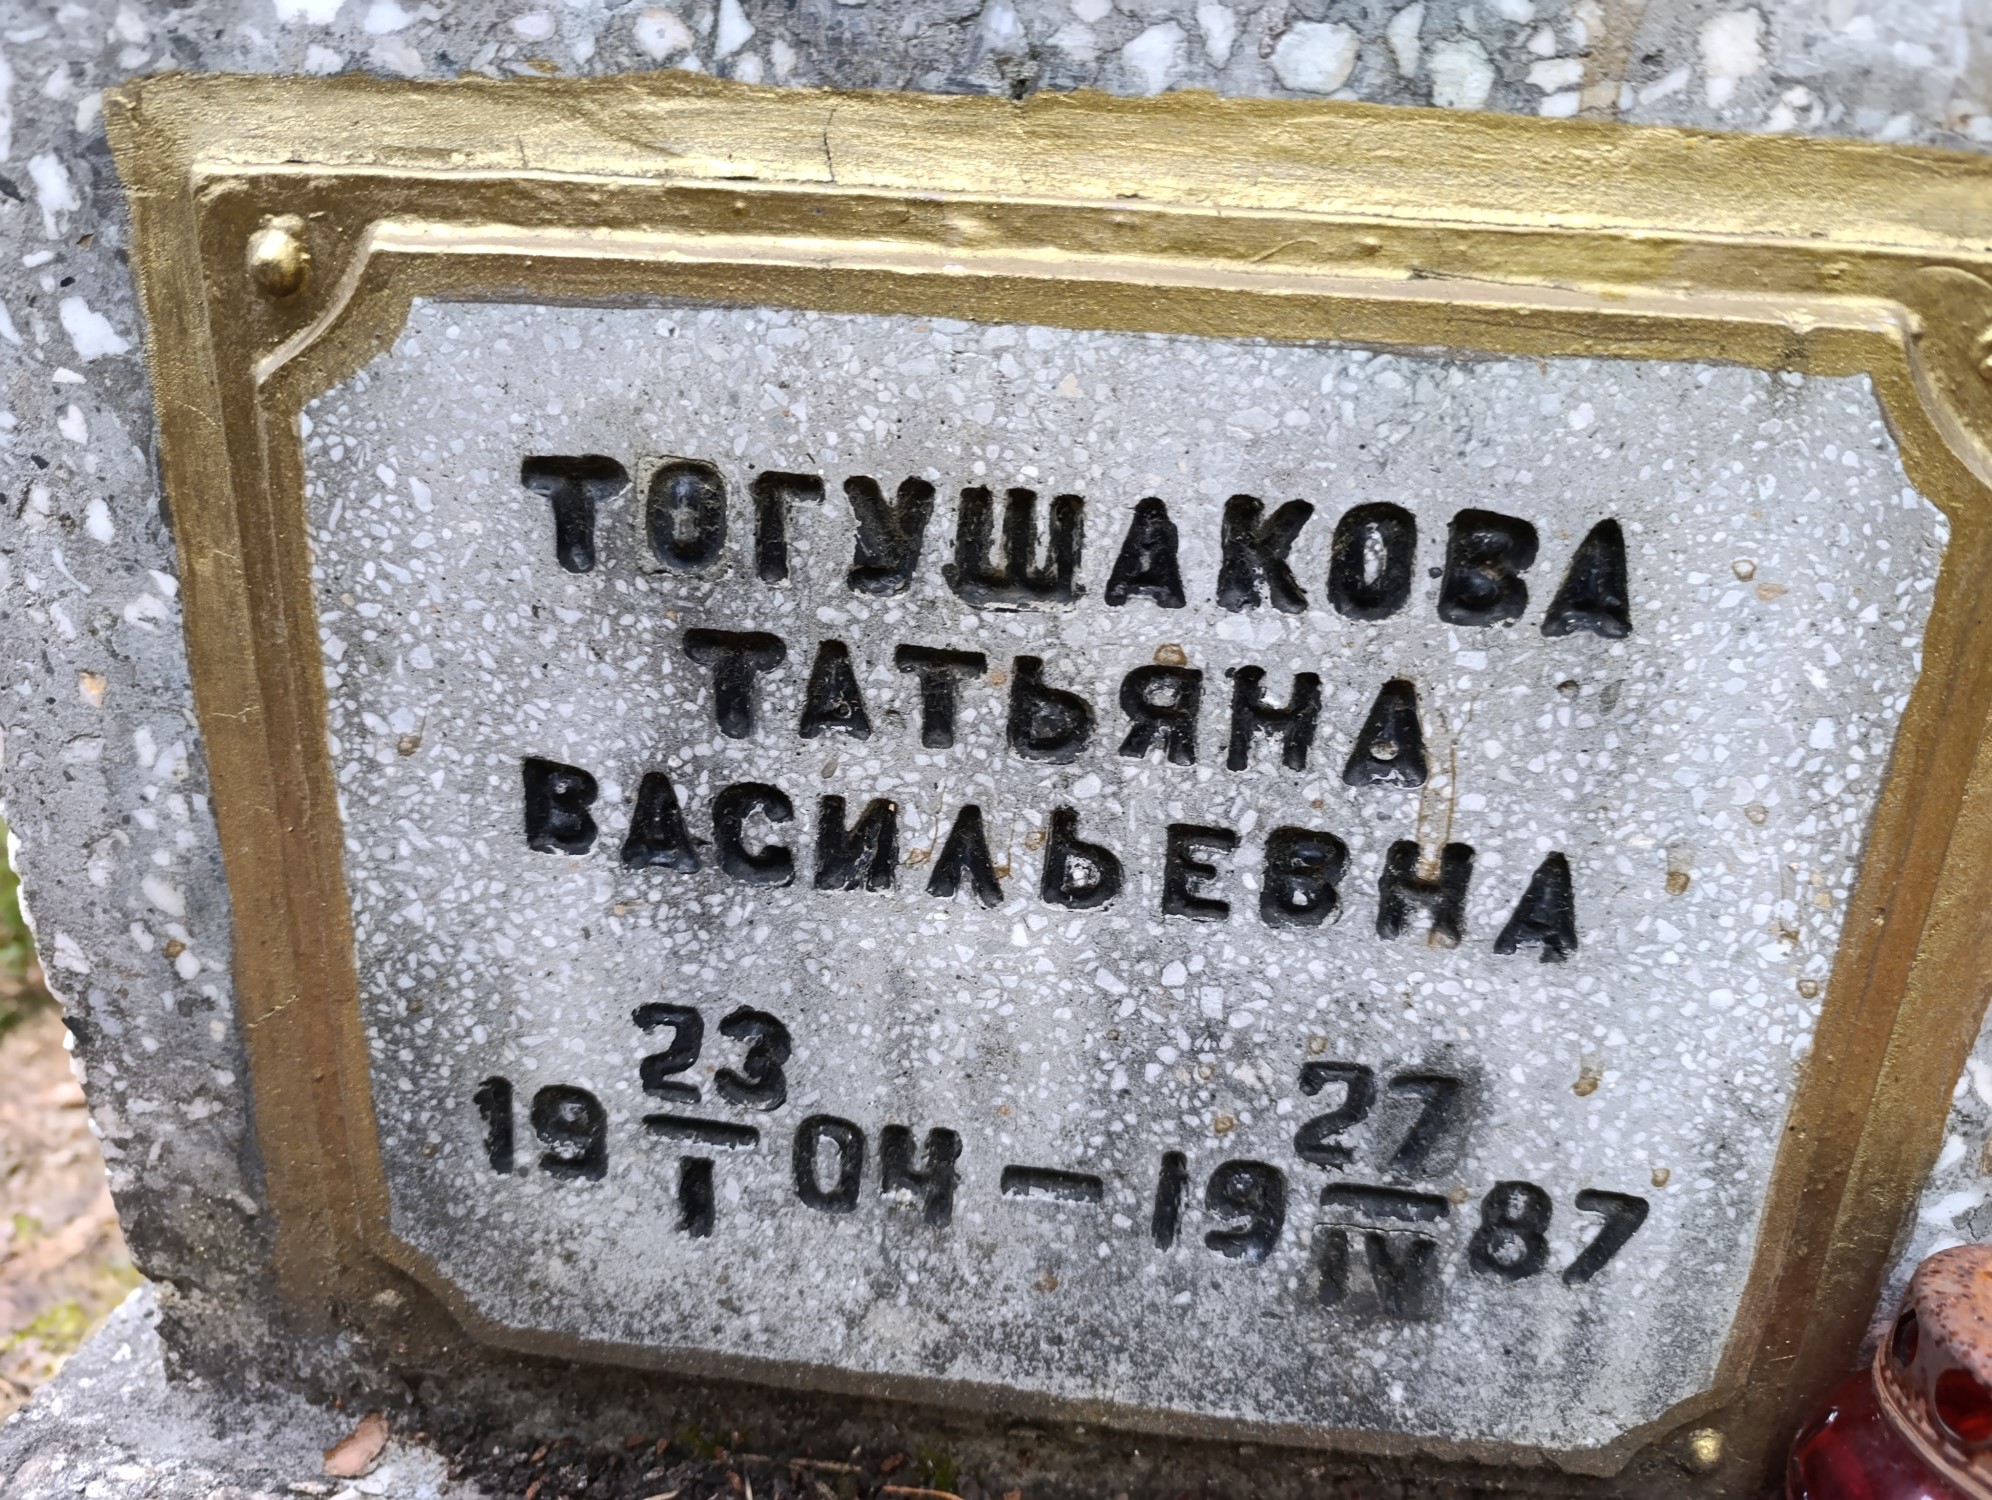 ТОГУШАКОВА
ТАТЬЯНА
ВАСИЛЬЕВНА
19 23/I 04 — 19 27/IV 87